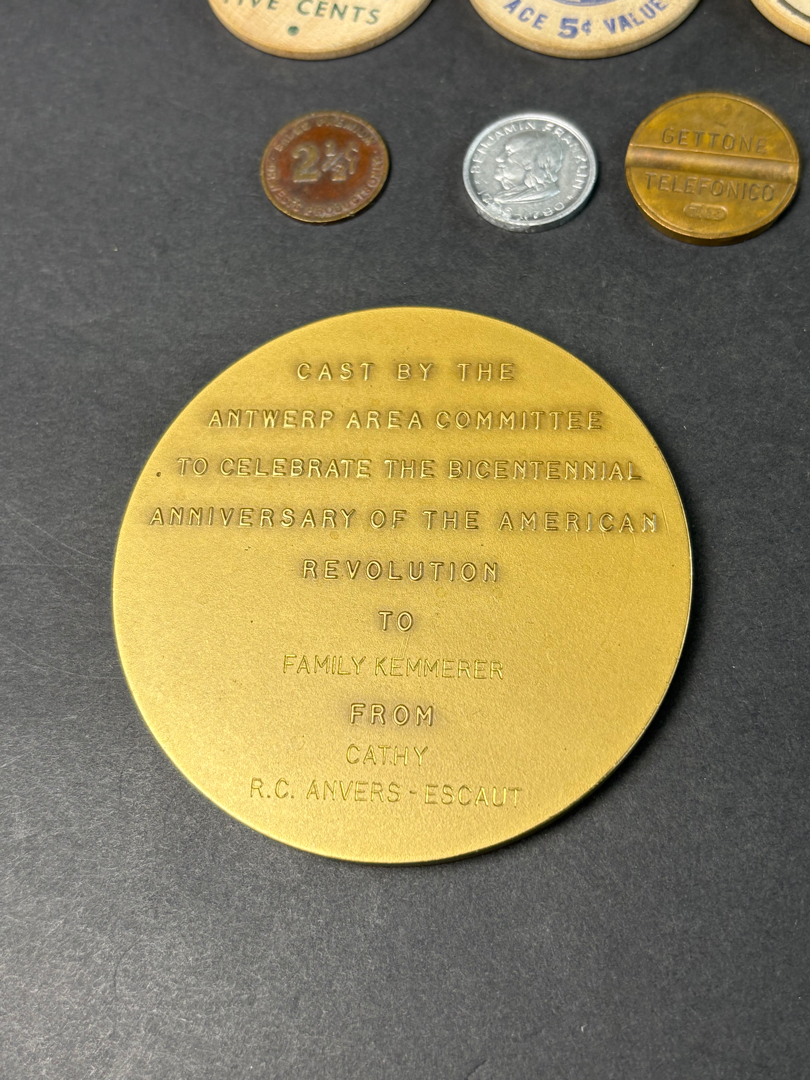 FIVE CENTS
ACE 5¢ VALUE
2½
BENJAMIN FRANKLIN
GETTONE
TELEFONICO
CAST BY THE
ANTWERP AREA COMMITTEE
TO CELEBRATE THE BICENTENNIAL
ANNIVERSARY OF THE AMERICAN
REVOLUTION
TO
FAMILY KEMMERER
FROM
CATHY
R.C. ANVERS - ESCAUT